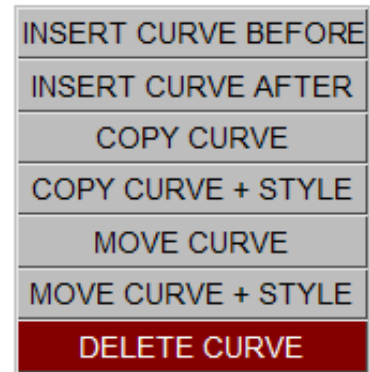 INSERT CURVE BEFORE
INSERT CURVE AFTER
COPY CURVE
COPY CURVE + STYLE
MOVE CURVE
MOVE CURVE + STYLE
DELETE CURVE